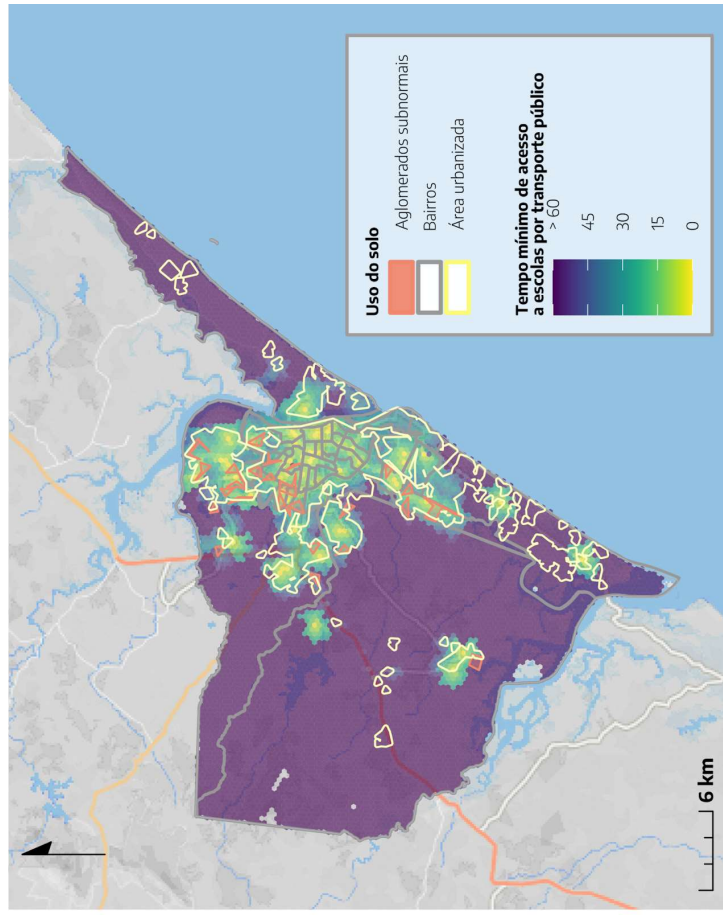 Uso do solo
Aglomerados subnormais
Bairros
Área urbanizada
Tempo mínimo de acesso
a escolas por transporte público
> 60
45
30
15
0
6 km